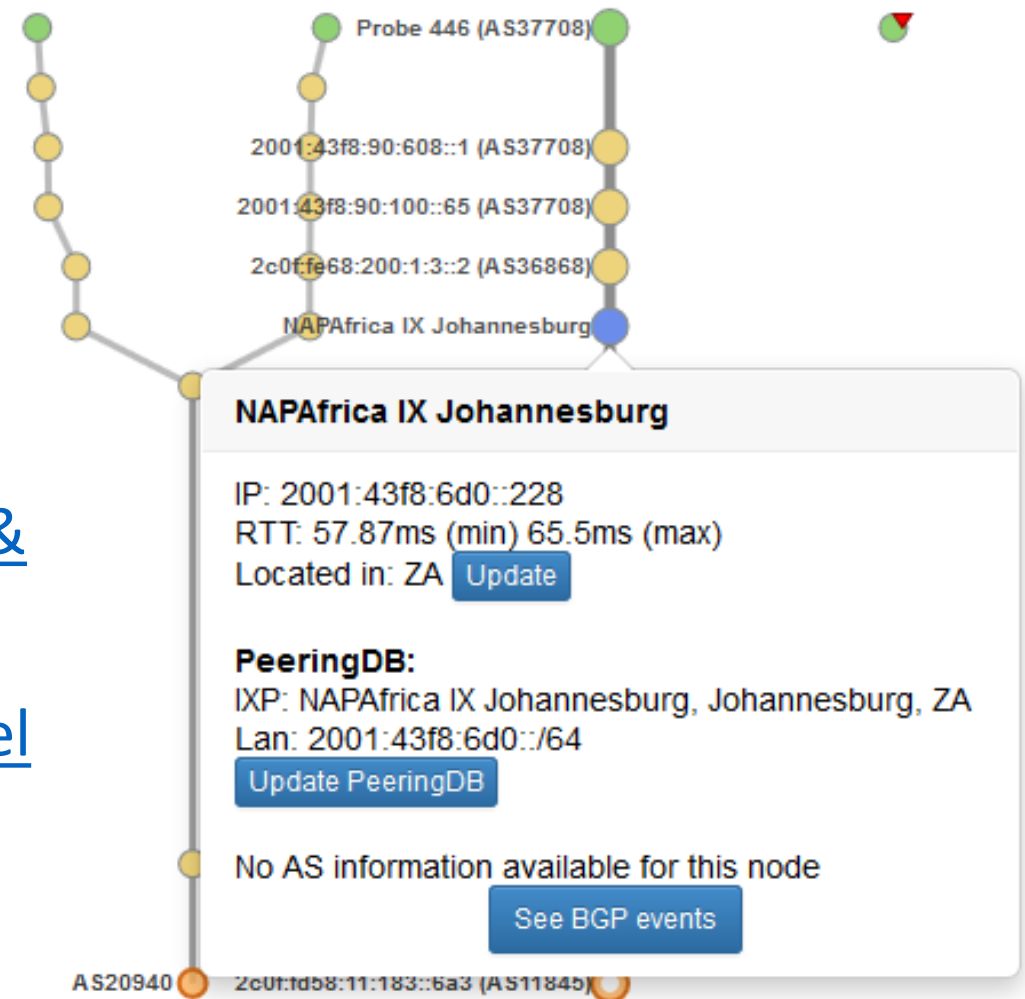 Probe 446 (AS37708)
2001:43f8:90:608::1 (AS37708)
2001:43f8:90:100::65 (AS37708)
2c0f:fe68:200:1:3::2 (AS36868)
NAPAfrica IX Johannesburg
NAPAfrica IX Johannesburg
IP: 2001:43f8:6d0::228
&
RTT: 57.87ms (min) 65.5ms (max)
Located in: ZA Update
PeeringDB:
IXP: NAPAfrica IX Johannesburg, Johannesburg, ZA
el
Lan: 2001:43f8:6d0::/64
Update PeeringDB
No AS information available for this node
See BGP events
AS20940
2c0f:fd58:11:183::6a3 (AS11845)